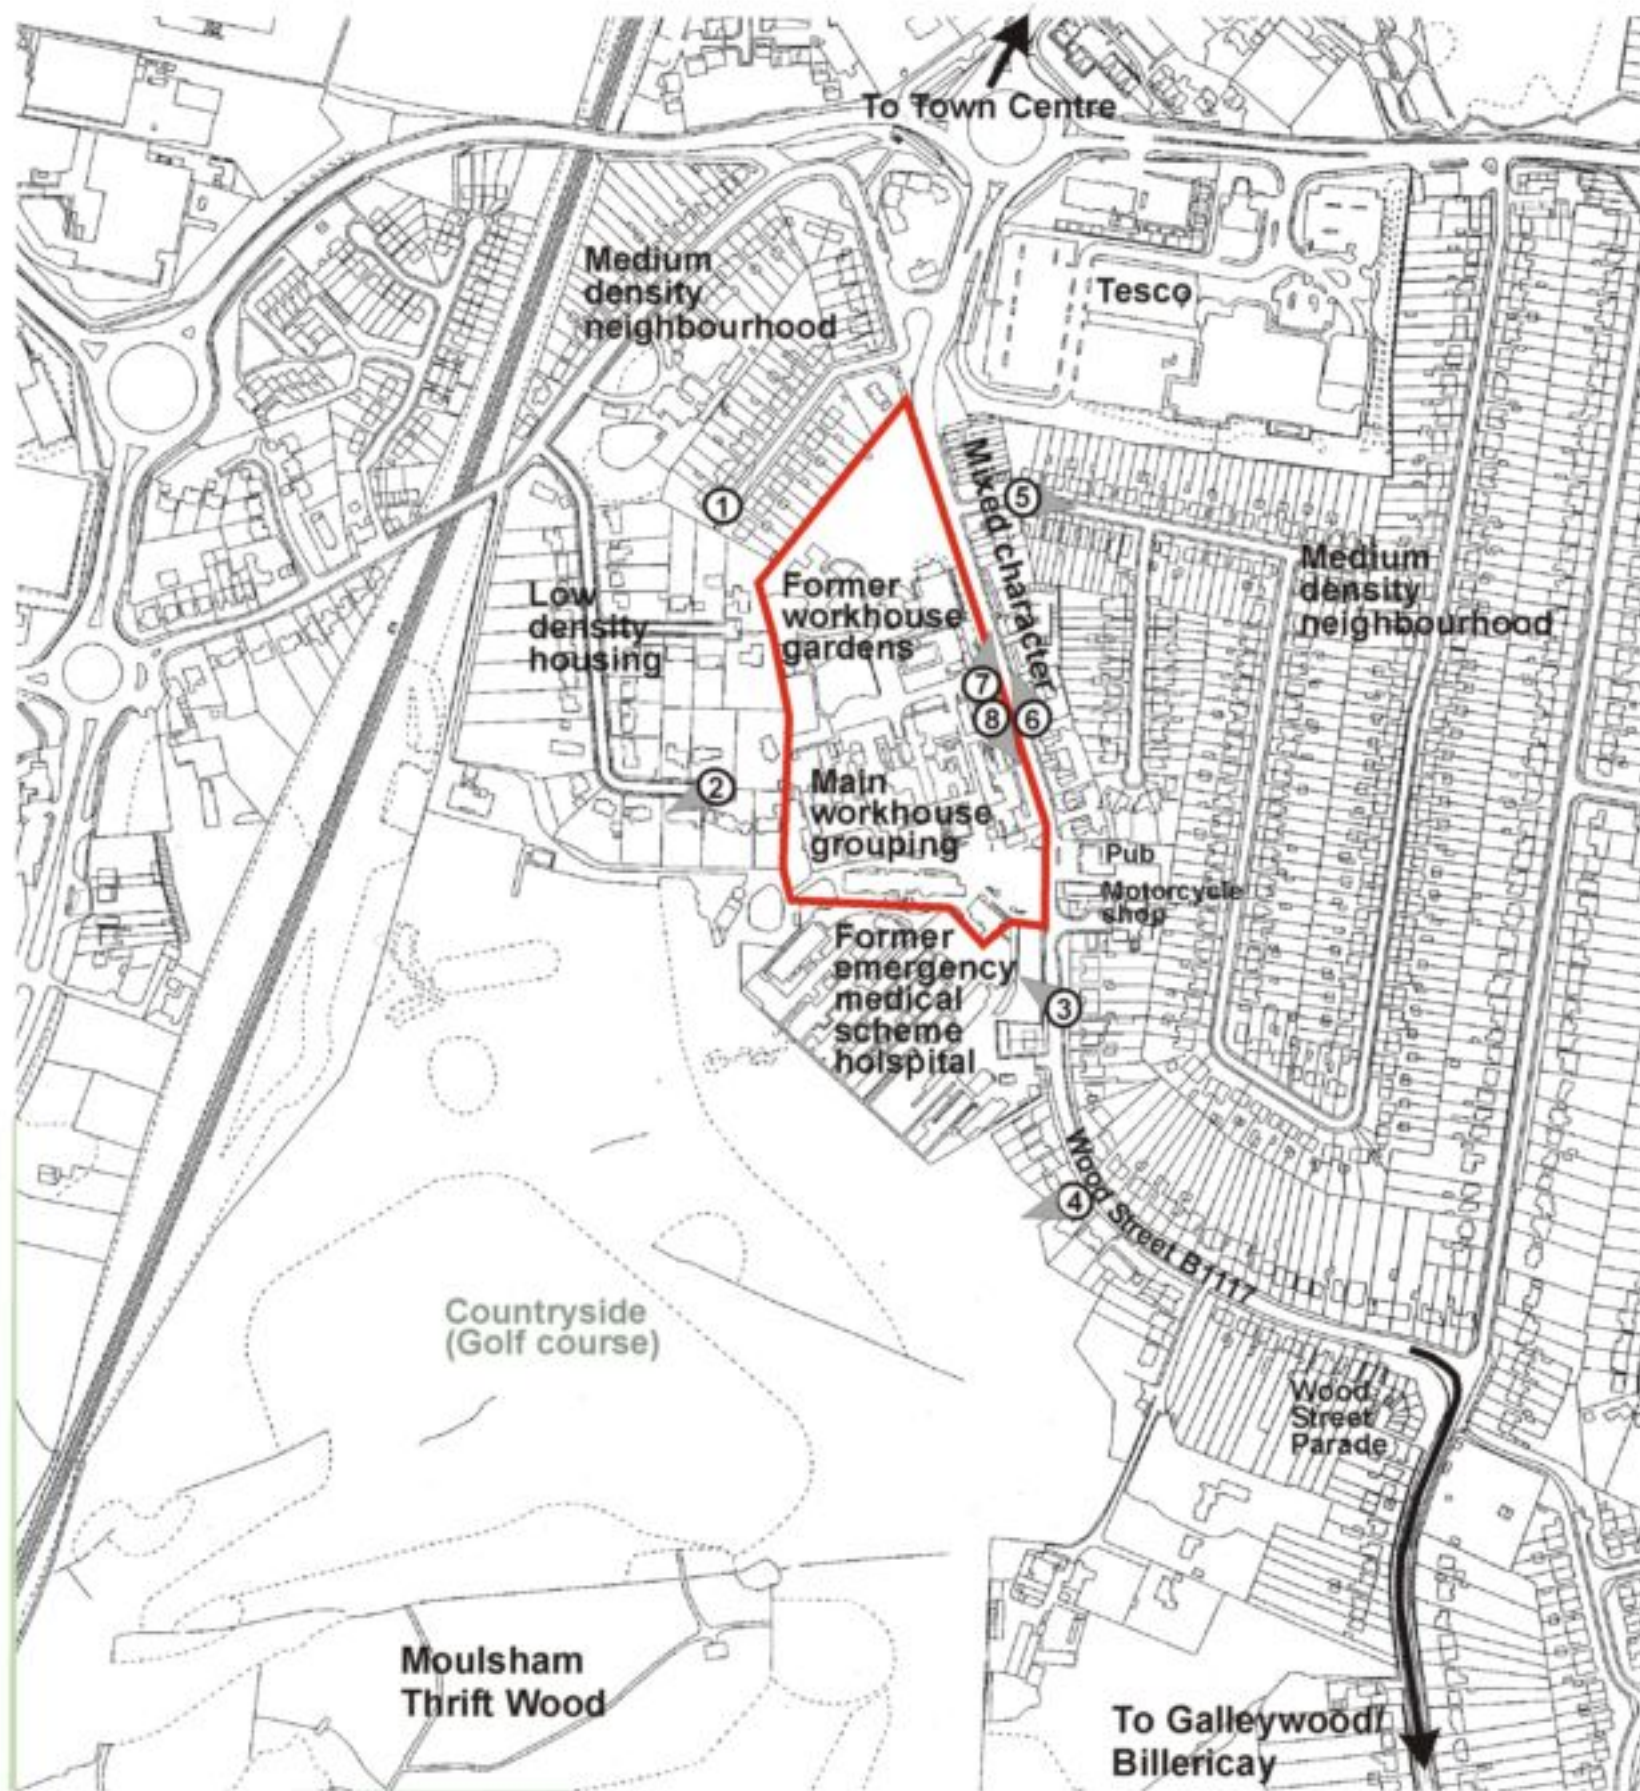 To Town Centre
Medium
density
neighbourhood
Tesco
Mixed character
1
5
Medium
density
neighbourhood
Low
density
housing
Former
workhouse
gardens
7
8
6
2
Main
workhouse
grouping
Pub
Motorcycle
shop
Former
emergency
medical
scheme
holspital
3
4
Wood Street B1117
Countryside
(Golf course)
Wood
Street
Parade
Moulsham
Thrift Wood
To Galleywood/
Billericay